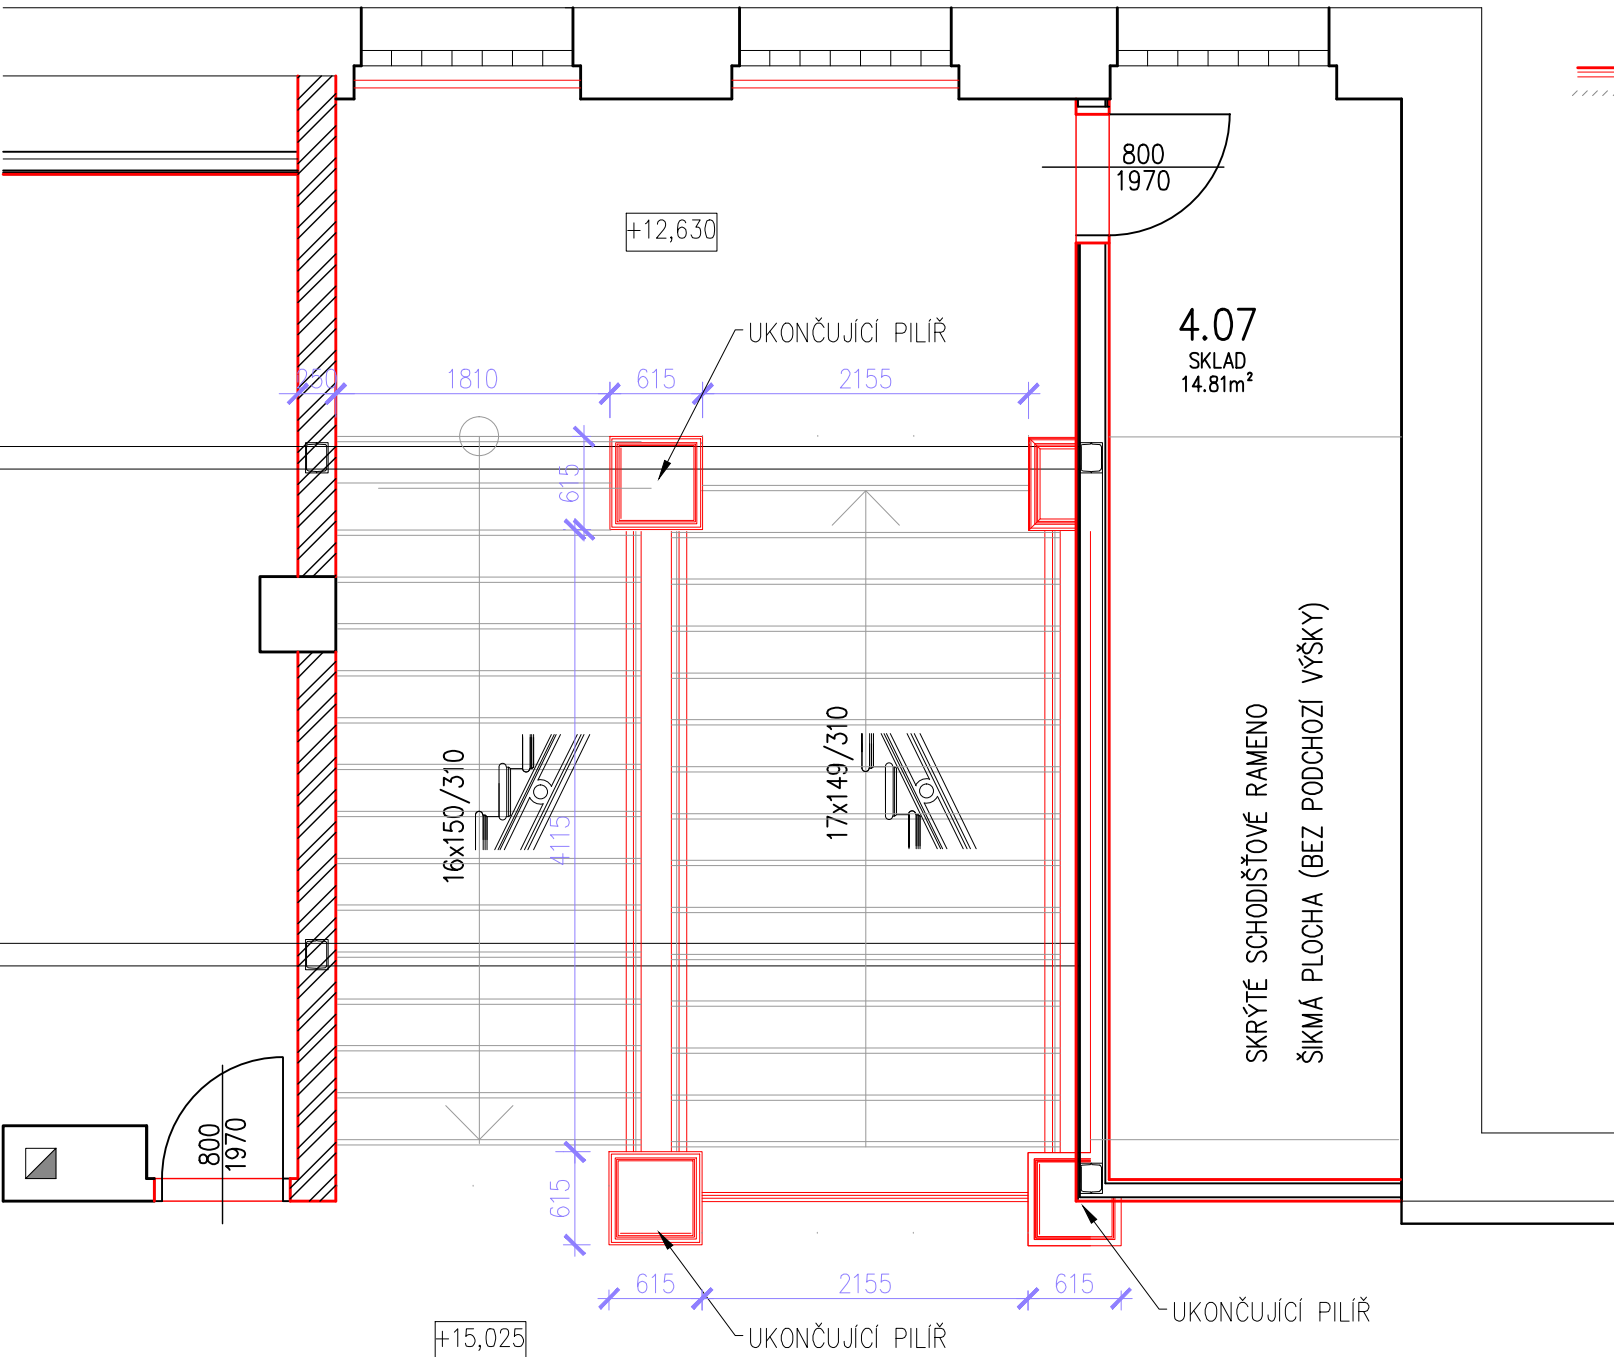 800
1970
+12,630
4.07
SKLAD
14.81m²
UKONČUJÍCÍ PILÍŘ
250
1810
615
2155
615
16x150/310
17x149/310
4115
SKRÝTÉ SCHODIŠŤOVÉ RAMENO
ŠIKMÁ PLOCHA (BEZ PODCHOZÍ VÝŠKY)
800
1970
615
615
2155
615
UKONČUJÍCÍ PILÍŘ
+15,025
UKONČUJÍCÍ PILÍŘ